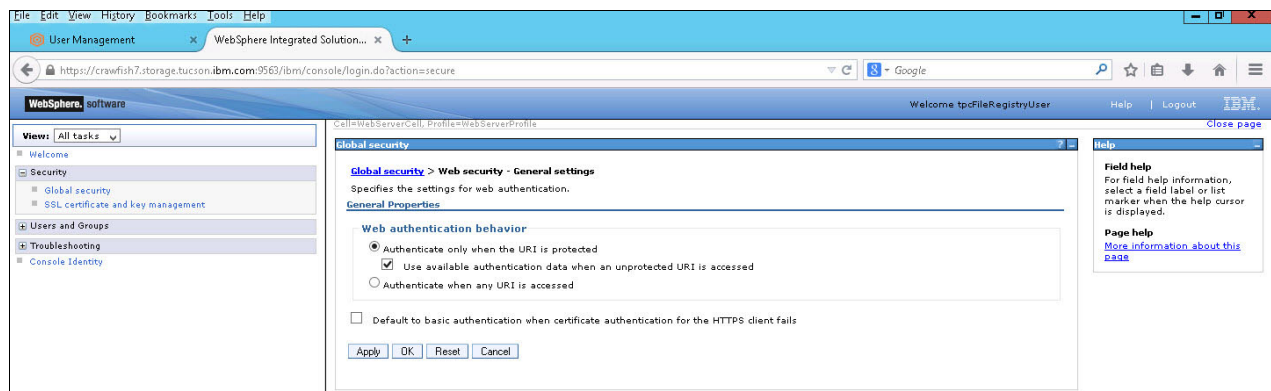 File Edit View History Bookmarks Tools Help
User Management × WebSphere Integrated Solution... × +
https://crawfish7.storage.tucson.ibm.com:9563/ibm/console/login.do?action=secure
8 Google
WebSphere. software Welcome tpcFileRegistryUser Help | Logout IBM.
Cell=WebServerCell, Profile=WebServerProfile Close page
View: All tasks
Welcome
Security
Global security
SSL certificate and key management
Users and Groups
Troubleshooting
Console Identity
Global security ? –
Global security > Web security - General settings
Specifies the settings for web authentication.
General Properties
Web authentication behavior
Authenticate only when the URI is protected
Use available authentication data when an unprotected URI is accessed
Authenticate when any URI is accessed
Default to basic authentication when certificate authentication for the HTTPS client fails
Apply OK Reset Cancel
Help –
Field help
For field help information,
select a field label or list
marker when the help cursor
is displayed.
Page help
More information about this
page